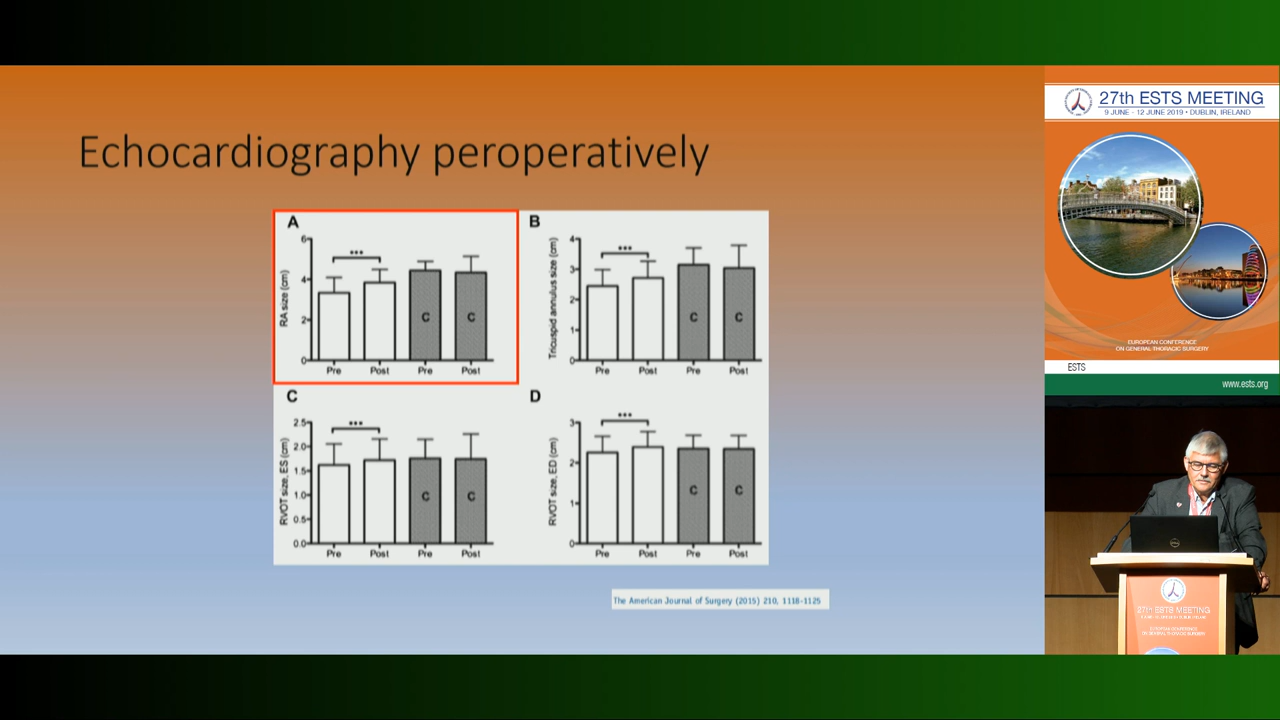 Echocardiography peroperatively
A
RA size (cm)
6
4
2
0
***
C
C
Pre
Post
Pre
Post
B
Tricuspid annulus size (cm)
4
3
2
1
0
***
C
C
Pre
Post
Pre
Post
C
RVOT size, ES (cm)
2.5
2.0
1.5
1.0
0.5
0.0
***
C
C
Pre
Post
Pre
Post
D
RVOT size, ED (cm)
3
2
1
0
***
C
C
Pre
Post
Pre
Post
The American Journal of Surgery (2015) 210, 1118-1125
27th ESTS MEETING
9 JUNE - 12 JUNE 2019 • DUBLIN, IRELAND
EUROPEAN CONFERENCE
ON GENERAL THORACIC SURGERY
ESTS
www.ests.org
27th ESTS MEETING